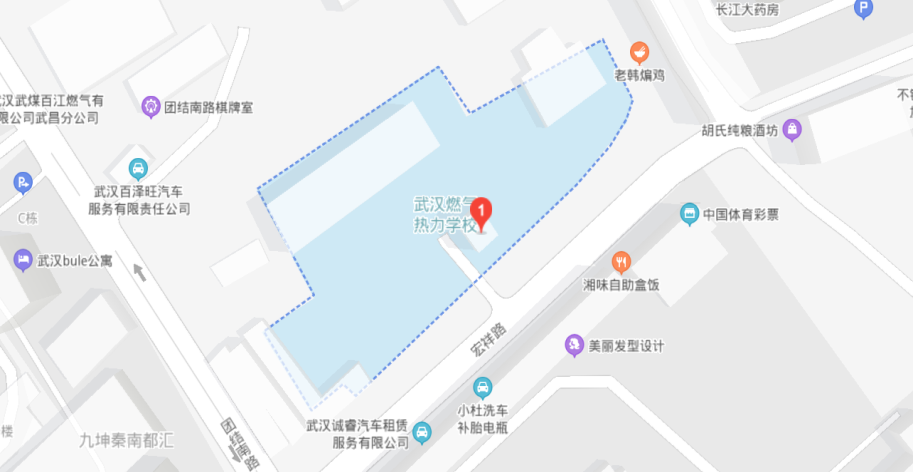 长江大药房
P
老韩煸鸡
汉武煤百江燃气有
限公司武昌分公司
团结南路棋牌室
不锈
胡氏纯粮酒坊
武汉百泽旺汽车
服务有限责任公司
P
C栋
武汉燃气
热力学校
1
中国体育彩票
武汉bule公寓
湘味自助盒饭
宏祥路
美丽发型设计
小杜洗车
补胎电瓶
武汉诚睿汽车租赁
服务有限公司
团结南路
九坤秦南都汇
楼